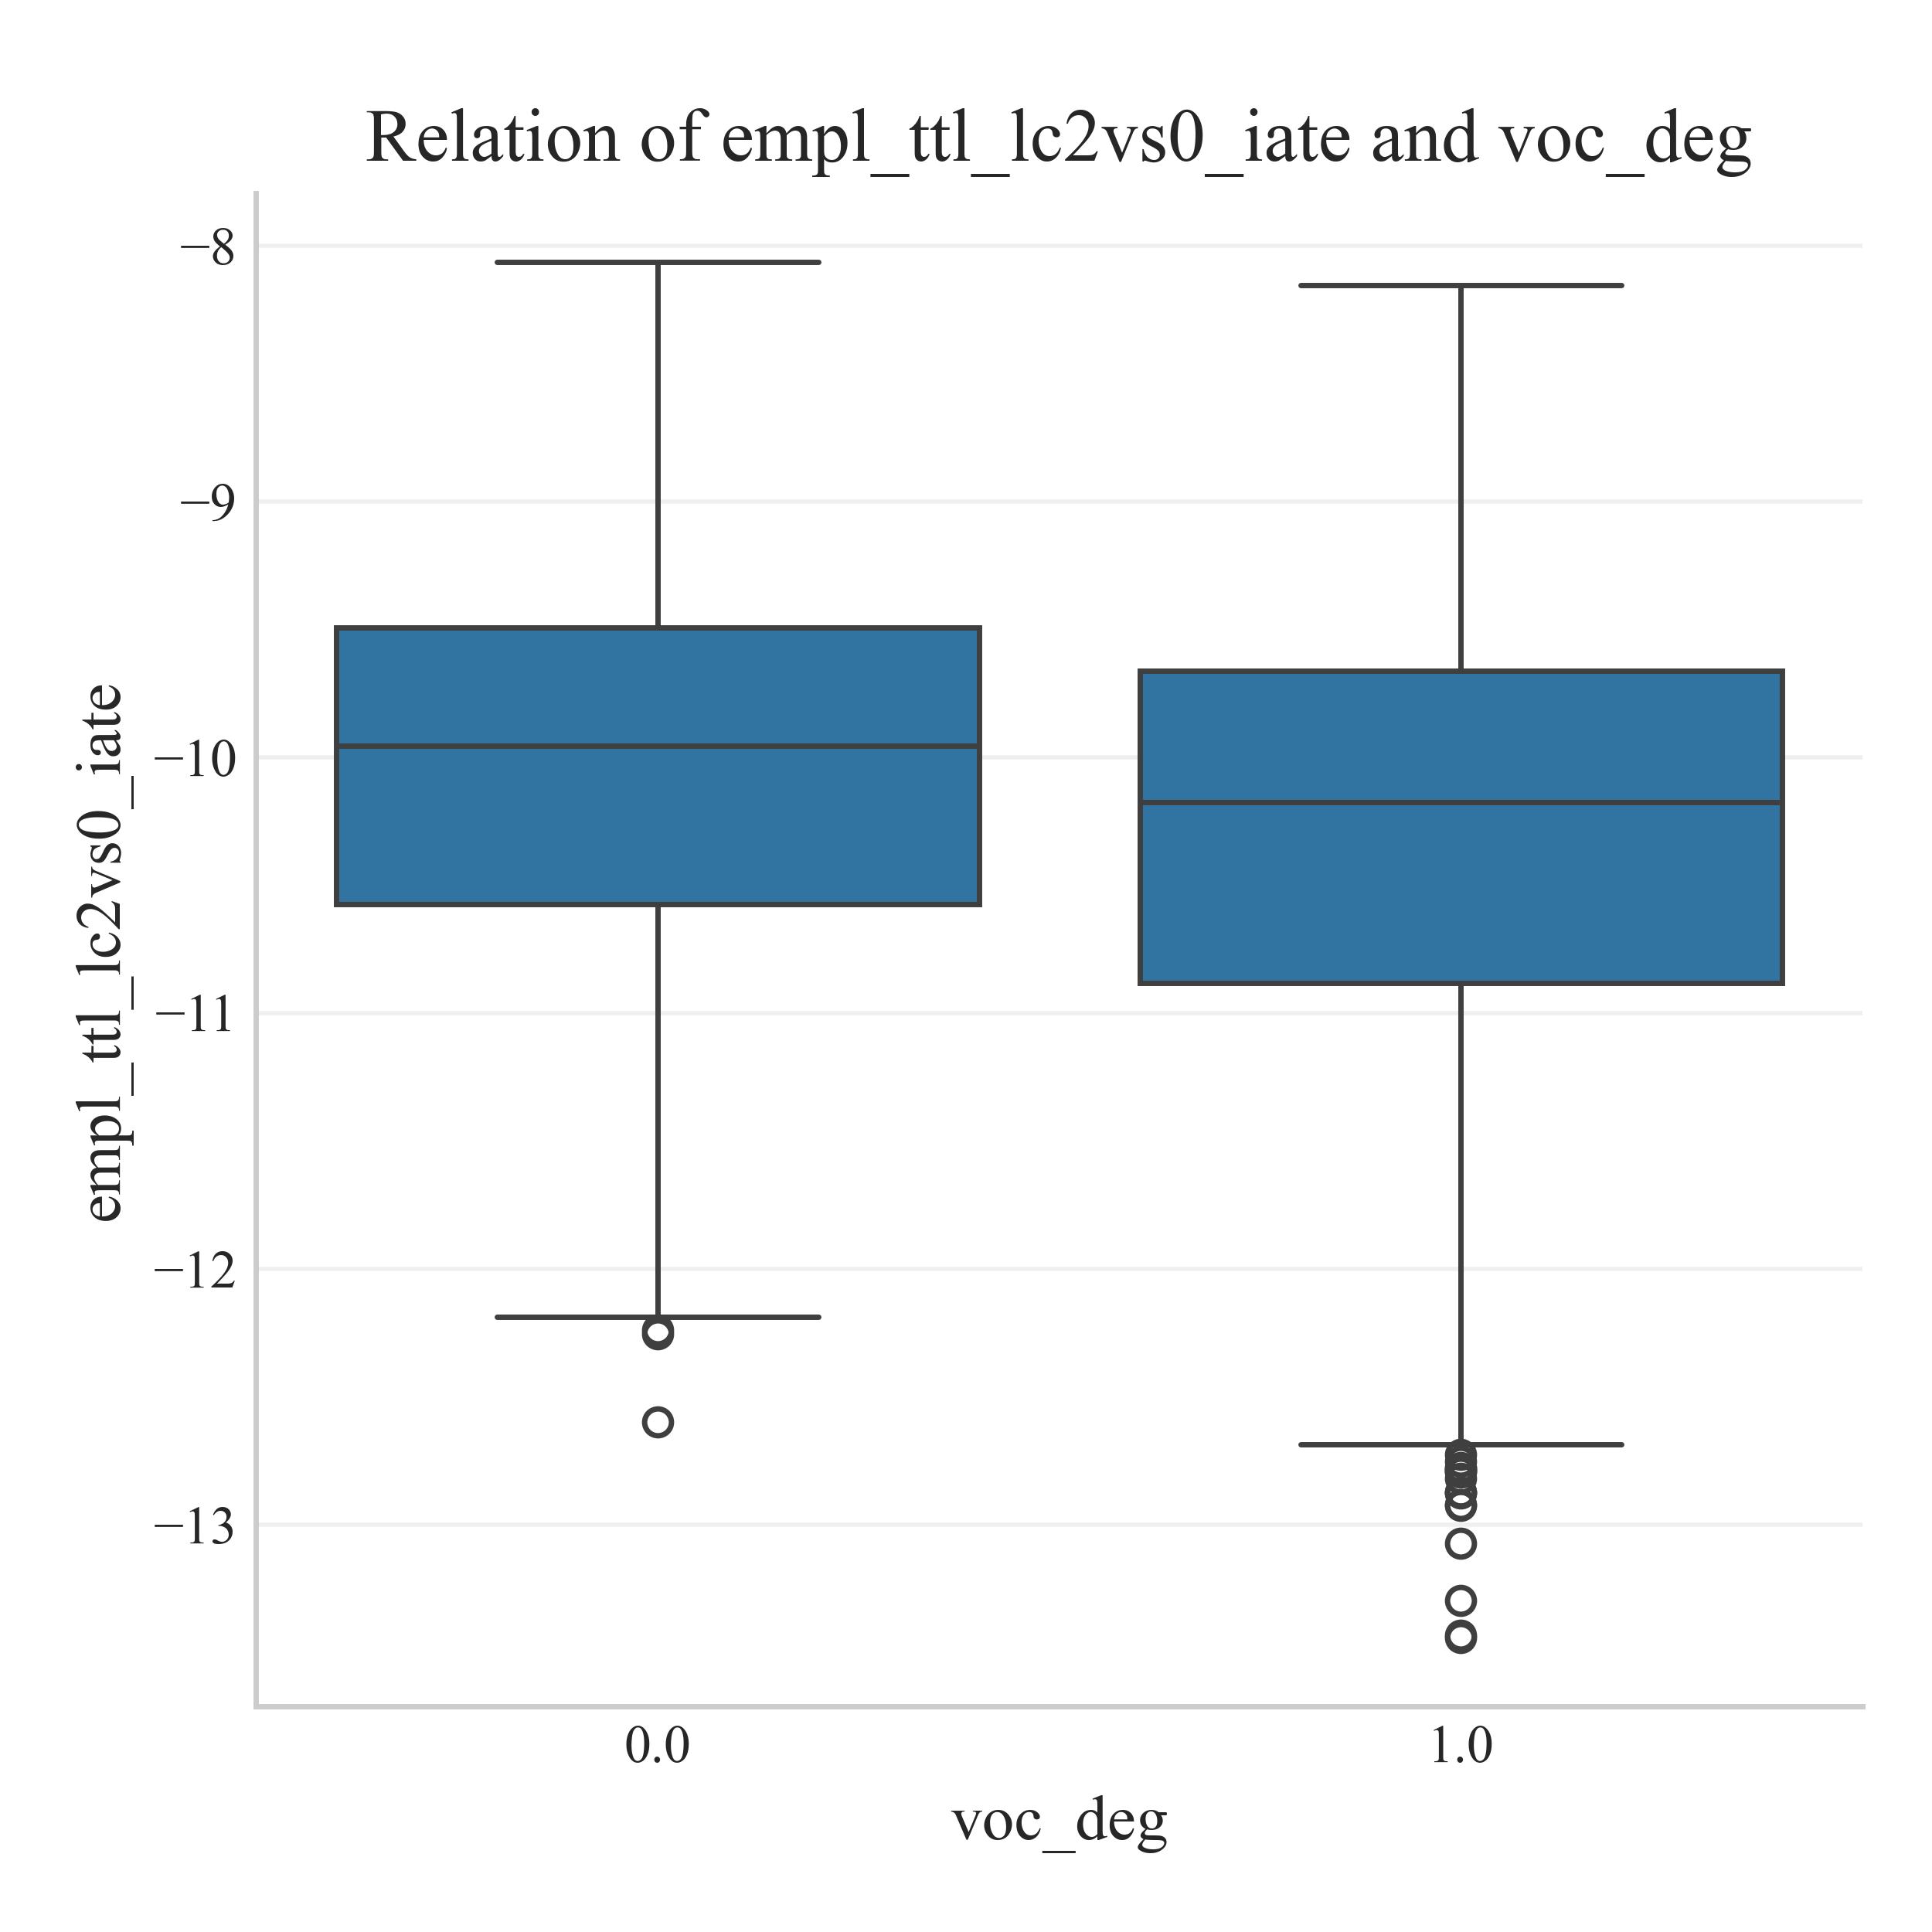 Relation of empl_ttl_lc2vs0_iate and voc_deg
−8
−9
−10
−11
−12
−13
empl_ttl_lc2vs0_iate
0.0
1.0
voc_deg